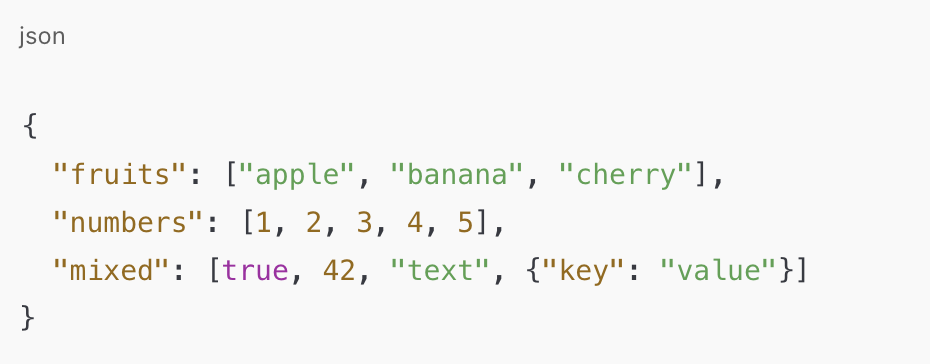 json
{
  "fruits": ["apple", "banana", "cherry"],
  "numbers": [1, 2, 3, 4, 5],
  "mixed": [true, 42, "text", {"key": "value"}]
}